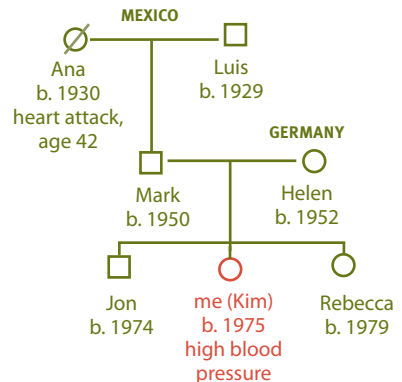 MEXICO
Ana
b. 1930
heart attack,
age 42
Luis
b. 1929
GERMANY
Mark
b. 1950
Helen
b. 1952
Jon
b. 1974
me (Kim)
b. 1975
high blood
pressure
Rebecca
b. 1979